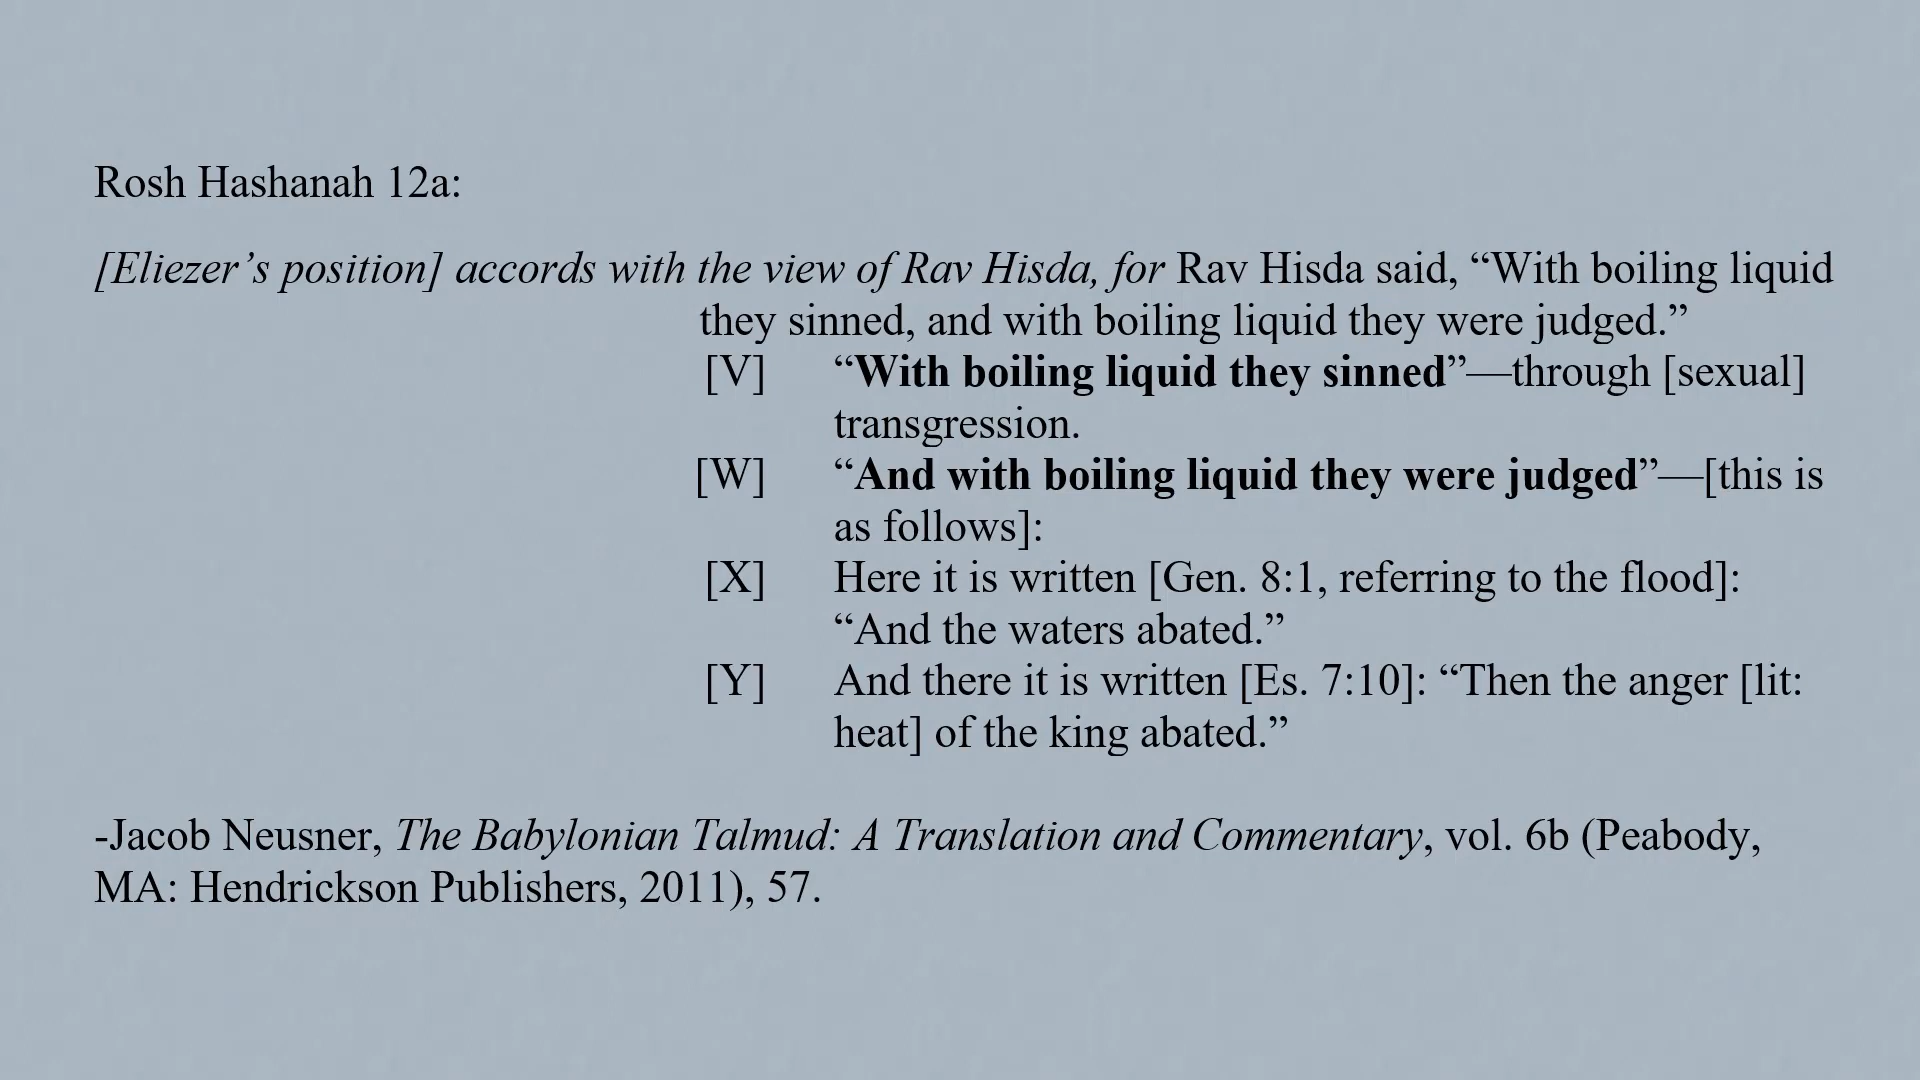 Rosh Hashanah 12a:
[Eliezer’s position] accords with the view of Rav Hisda, for Rav Hisda said, “With boiling liquid
they sinned, and with boiling liquid they were judged.”
[V] “With boiling liquid they sinned”—through [sexual]
transgression.
[W] “And with boiling liquid they were judged”—[this is
as follows]:
[X] Here it is written [Gen. 8:1, referring to the flood]:
“And the waters abated.”
[Y] And there it is written [Es. 7:10]: “Then the anger [lit:
heat] of the king abated.”
-Jacob Neusner, The Babylonian Talmud: A Translation and Commentary, vol. 6b (Peabody,
MA: Hendrickson Publishers, 2011), 57.